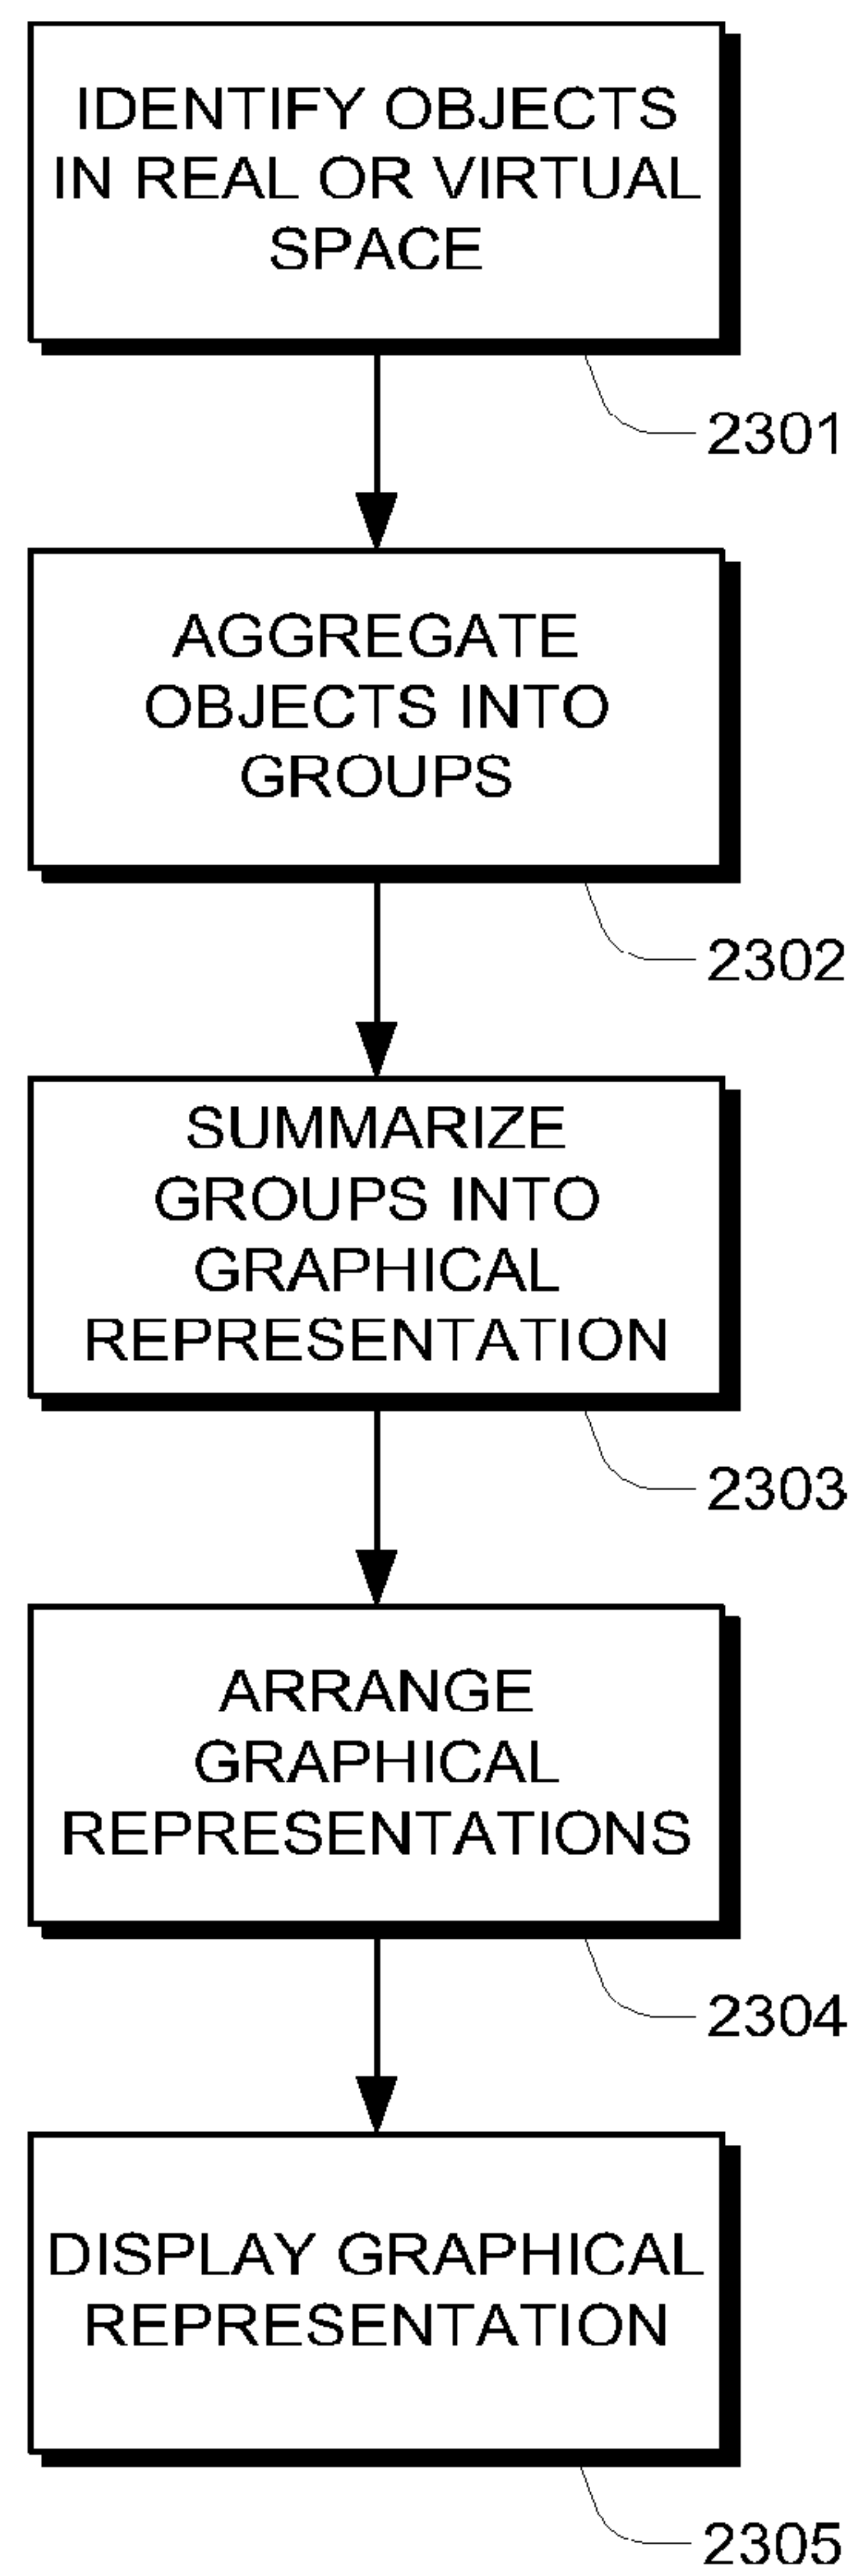 IDENTIFY OBJECTS
IN REAL OR VIRTUAL
SPACE
2301
AGGREGATE
OBJECTS INTO
GROUPS
2302
SUMMARIZE
GROUPS INTO
GRAPHICAL
REPRESENTATION
2303
ARRANGE
GRAPHICAL
REPRESENTATIONS
2304
DISPLAY GRAPHICAL
REPRESENTATION
2305